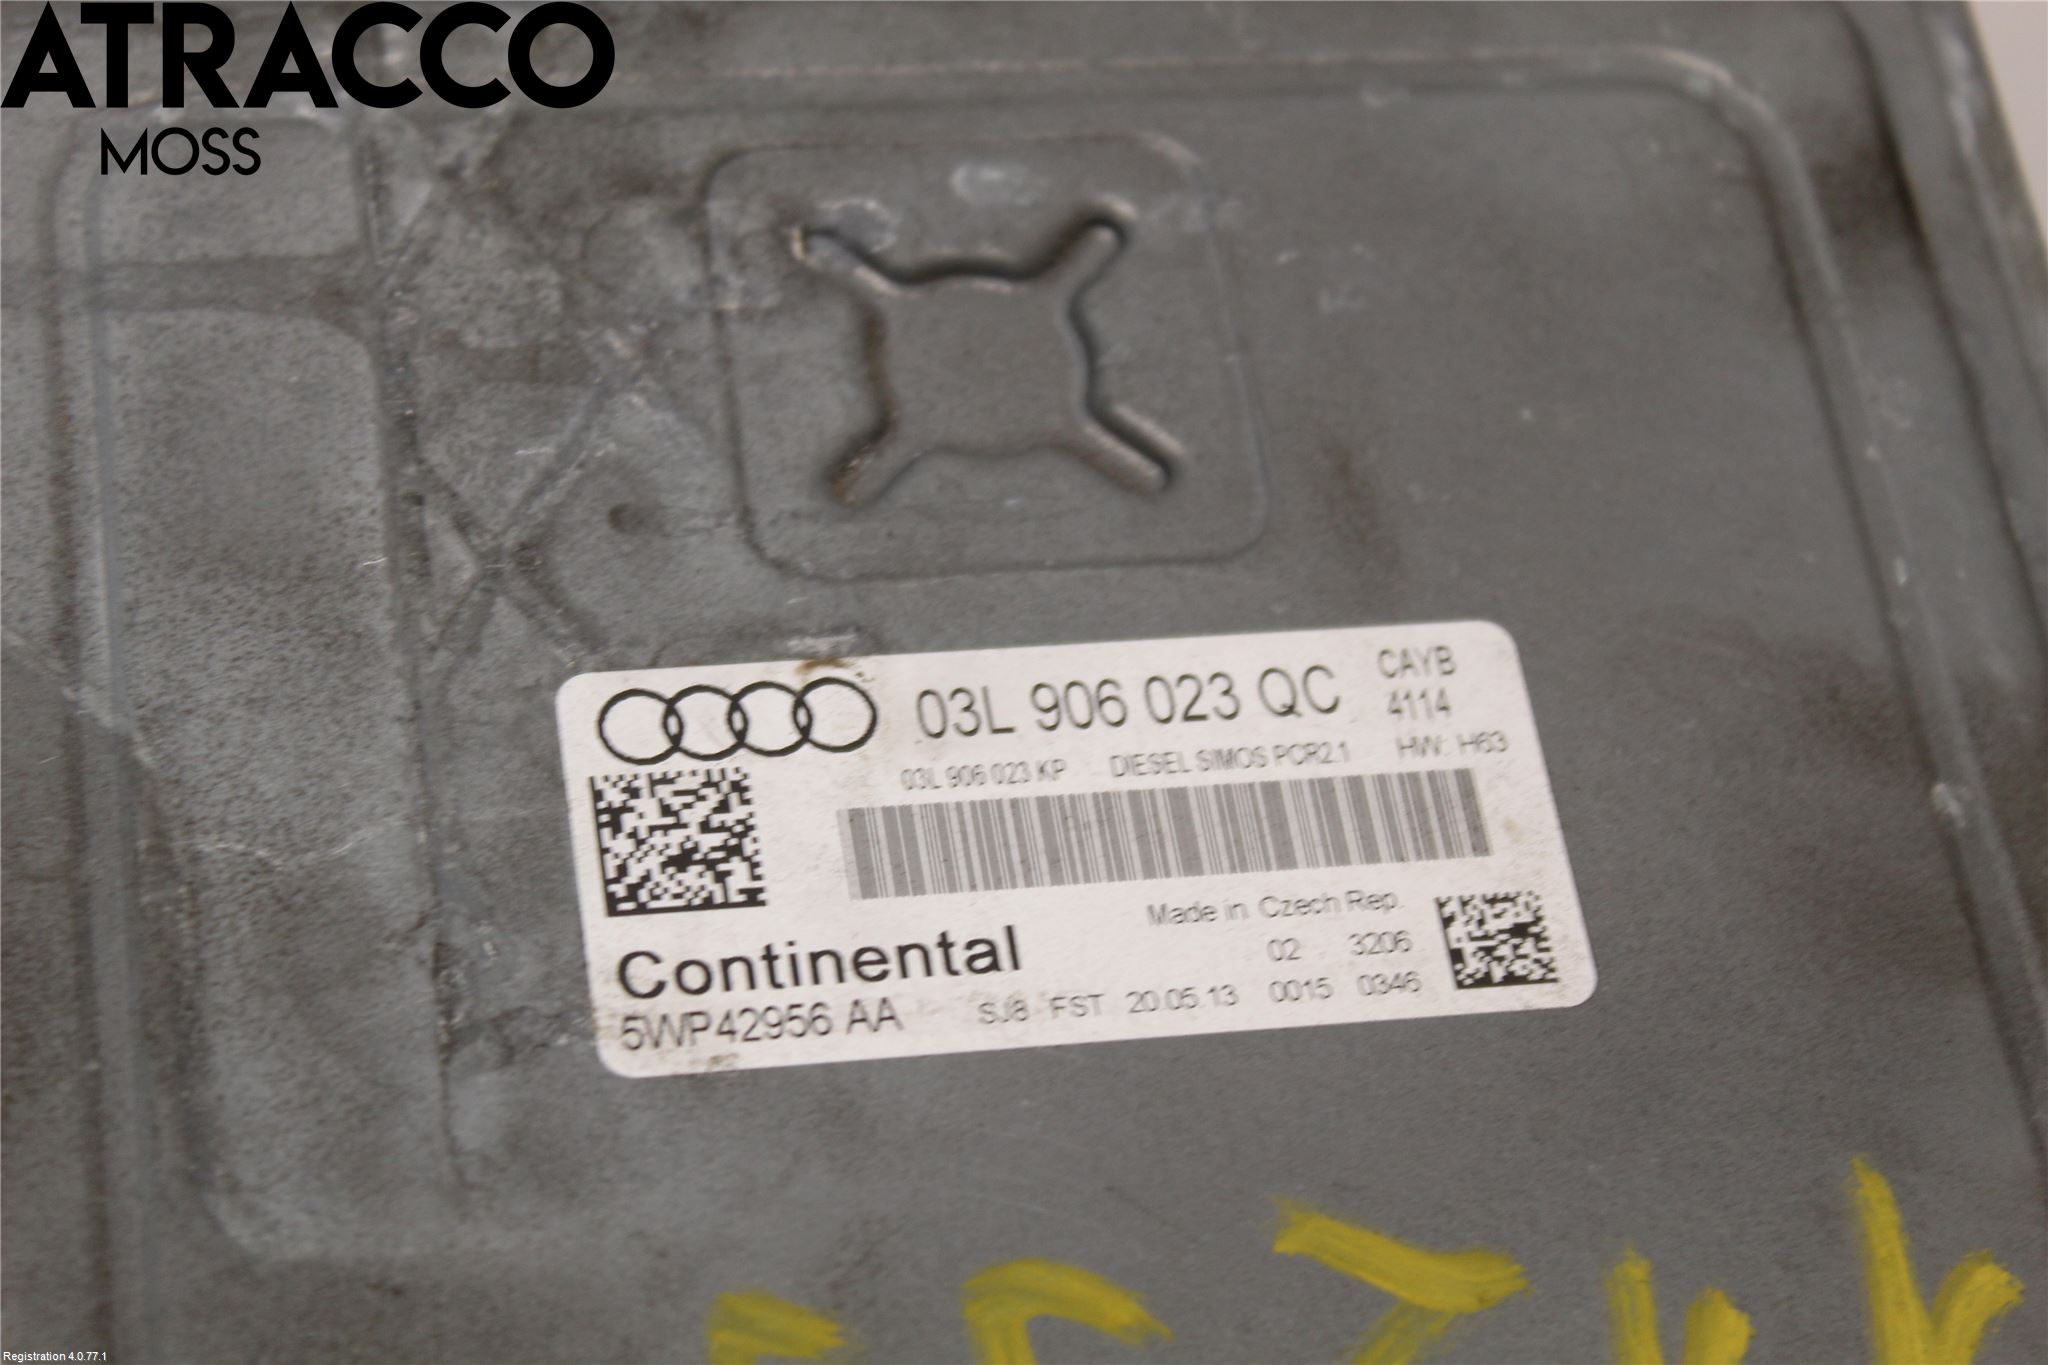 ATRACCO
MOSS
03L 906 023 QC
CAYB
4114
03L 906 023 KP DIESEL SIMOS PCR2.1 HW: H63
Made in Czech Rep.
02 3206
Continental
5WP42956 AA SJ8 FST 20.05.13 0015 0346
Registration 4.0.77.1